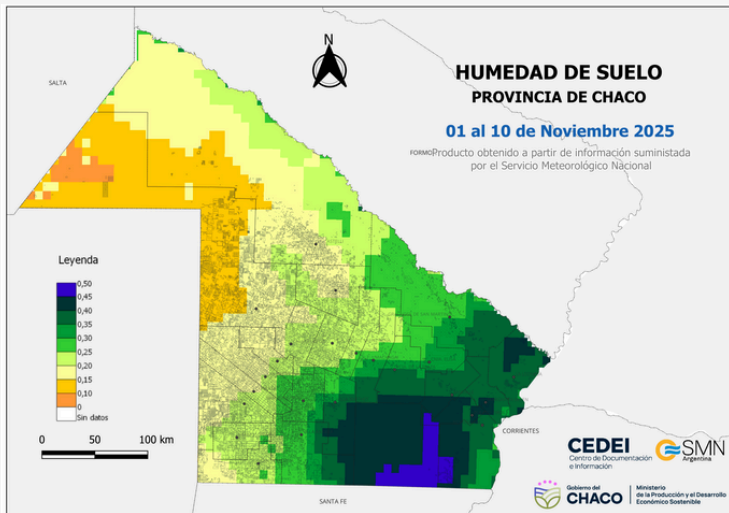 N
SALTA
HUMEDAD DE SUELO
PROVINCIA DE CHACO
01 al 10 de Noviembre 2025
FORMO
Producto obtenido a partir de información suministada
por el Servicio Meteorológico Nacional
Leyenda
0,50
0,45
0,40
0,35
0,30
0,25
0,20
0,15
0,10
0
Sin datos
0 50 100 km
CORRIENTES
SANTA FE
CEDEI
Centro de Documentación
e Información
SMN
Argentina
Gobierno del
CHACO
Ministerio
de la Producción y el Desarrollo
Económico Sostenible